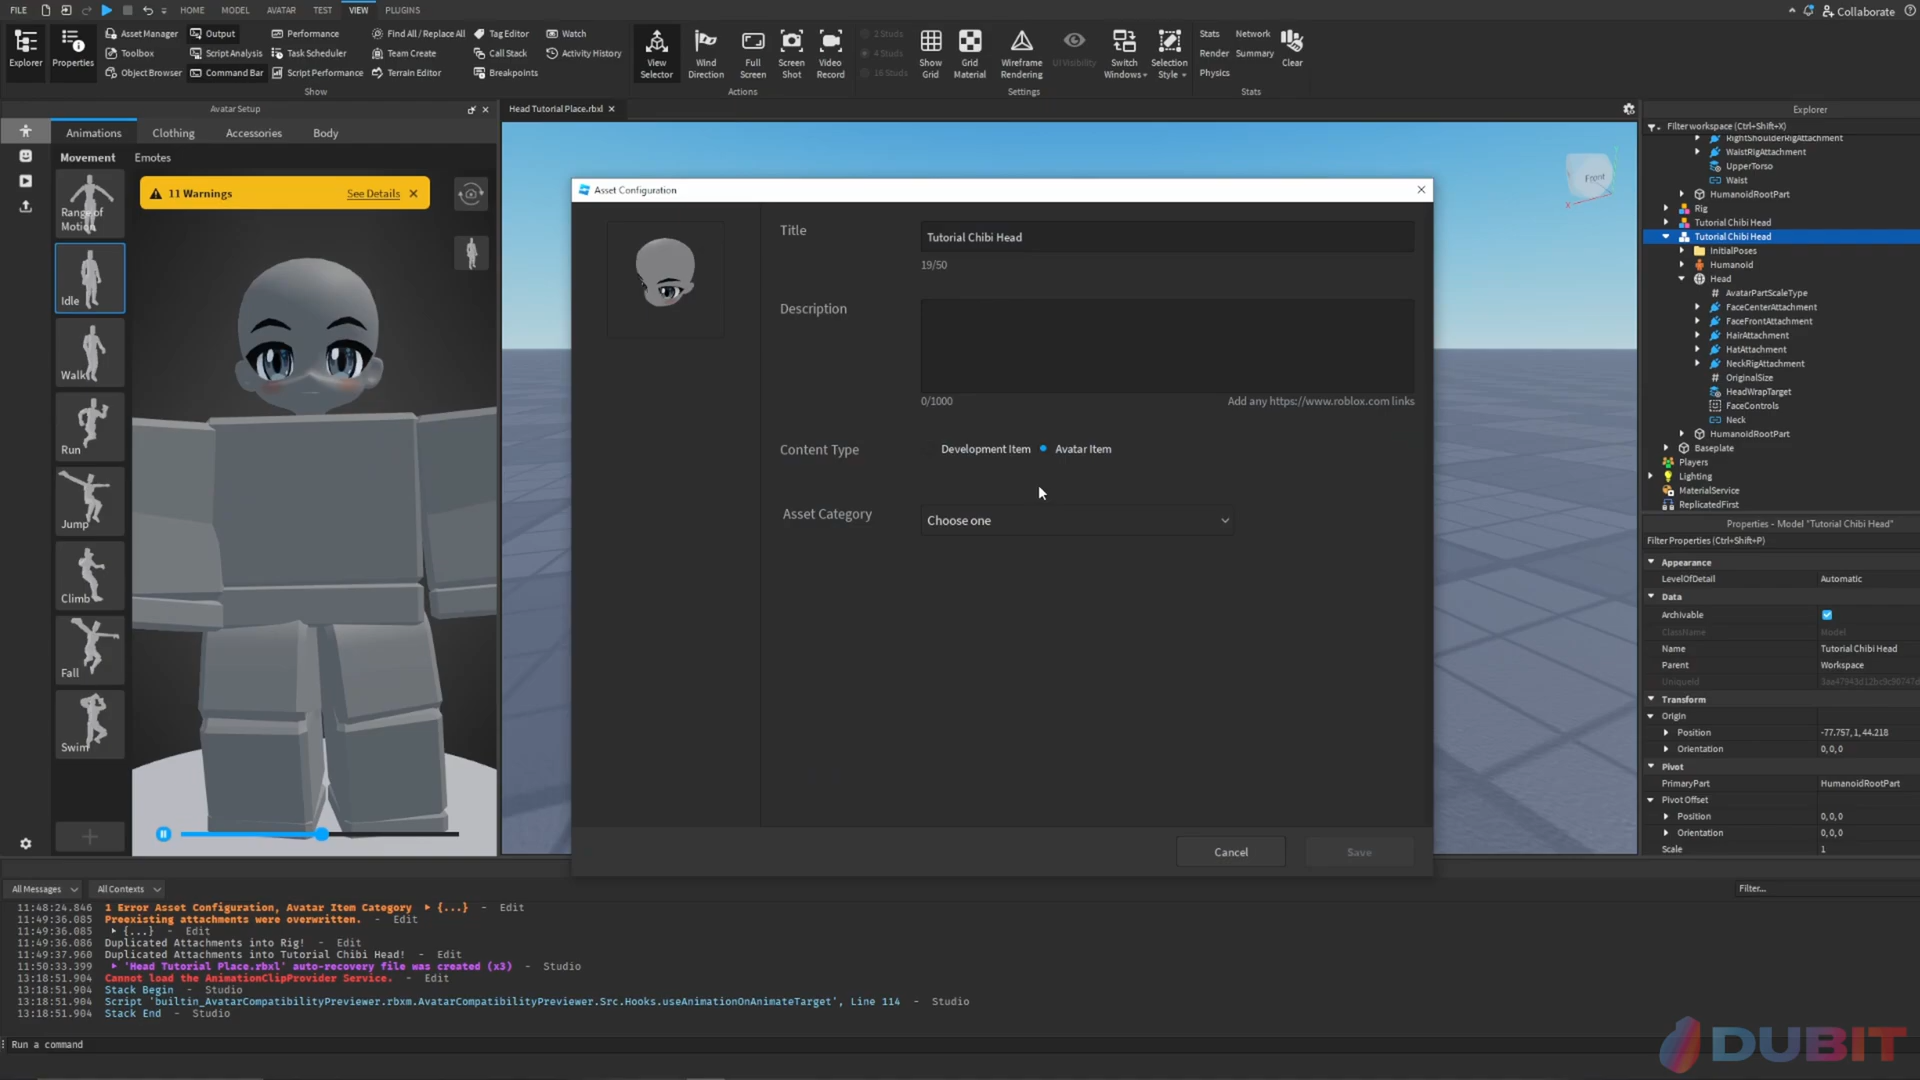 FILE HOME MODEL AVATAR TEST VIEW PLUGINS Collaborate
Explorer Properties Asset Manager Output Performance Find All / Replace All Tag Editor Watch
Toolbox Script Analysis Task Scheduler Team Create Call Stack Activity History
Object Browser Command Bar Script Performance Terrain Editor Breakpoints
Show
View Selector Wind Direction Full Screen Screen Shot Video Record
Actions
2 Studs
4 Studs
16 Studs
Show Grid Grid Material Wireframe Rendering UI Visibility Switch Windows Selection Style
Settings
Stats Network
Render Summary
Physics
Clear
Stats
Avatar Setup
Head Tutorial Place.rbxl
Animations Clothing Accessories Body
Movement Emotes
Range of Motion
Idle
Walk
Run
Jump
Climb
Fall
Swim
11 Warnings See Details
Front
Asset Configuration
Title
Tutorial Chibi Head
19/50
Description
0/1000
Add any https://www.roblox.com links
Content Type
Development Item
Avatar Item
Asset Category
Choose one
Cancel
Save
Explorer
Filter workspace (Ctrl+Shift+X)
RightShoulderRigAttachment
WaistRigAttachment
UpperTorso
Waist
HumanoidRootPart
Rig
Tutorial Chibi Head
Tutorial Chibi Head
InitialPoses
Humanoid
Head
AvatarPartScaleType
FaceCenterAttachment
FaceFrontAttachment
HairAttachment
HatAttachment
NeckRigAttachment
OriginalSize
HeadWrapTarget
FaceControls
Neck
HumanoidRootPart
Baseplate
Players
Lighting
MaterialService
ReplicatedFirst
Properties - Model "Tutorial Chibi Head"
Filter Properties (Ctrl+Shift+P)
Appearance
LevelOfDetail Automatic
Data
Archivable
ClassName Model
Name Tutorial Chibi Head
Parent Workspace
UniqueId
Transform
Origin
Position -77.757, 1, 44.218
Orientation 0, 0, 0
Pivot
PrimaryPart HumanoidRootPart
Pivot Offset
Position 0, 0, 0
Orientation 0, 0, 0
Scale 1
All Messages All Contexts Filter...
11:48:24.846 1 Error Asset Configuration, Avatar Item Category ▶ {...} - Edit
11:49:36.085 Preexisting attachments were overwritten. - Edit
11:49:36.085 ▶ {...} - Edit
11:49:36.086 Duplicated Attachments into Rig! - Edit
11:49:37.960 Duplicated Attachments into Tutorial Chibi Head! - Edit
11:50:33.399 ▶ 'Head Tutorial Place.rbxl' auto-recovery file was created (x3) - Studio
13:18:51.904 Cannot load the AnimationClipProvider Service. - Edit
13:18:51.904 Stack Begin - Studio
13:18:51.904 Script 'builtin_AvatarCompatibilityPreviewer.rbxm.AvatarCompatibilityPreviewer.Src.Hooks.useAnimationOnAnimateTarget', Line 114 - Studio
13:18:51.904 Stack End - Studio
Run a command
DUBIT